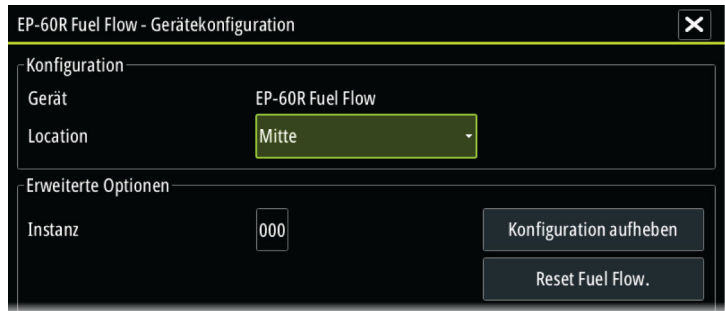 EP-60R Fuel Flow - Gerätekonfiguration
Konfiguration
Gerät EP-60R Fuel Flow
Location Mitte
Erweiterte Optionen
Instanz 000 Konfiguration aufheben
Reset Fuel Flow.